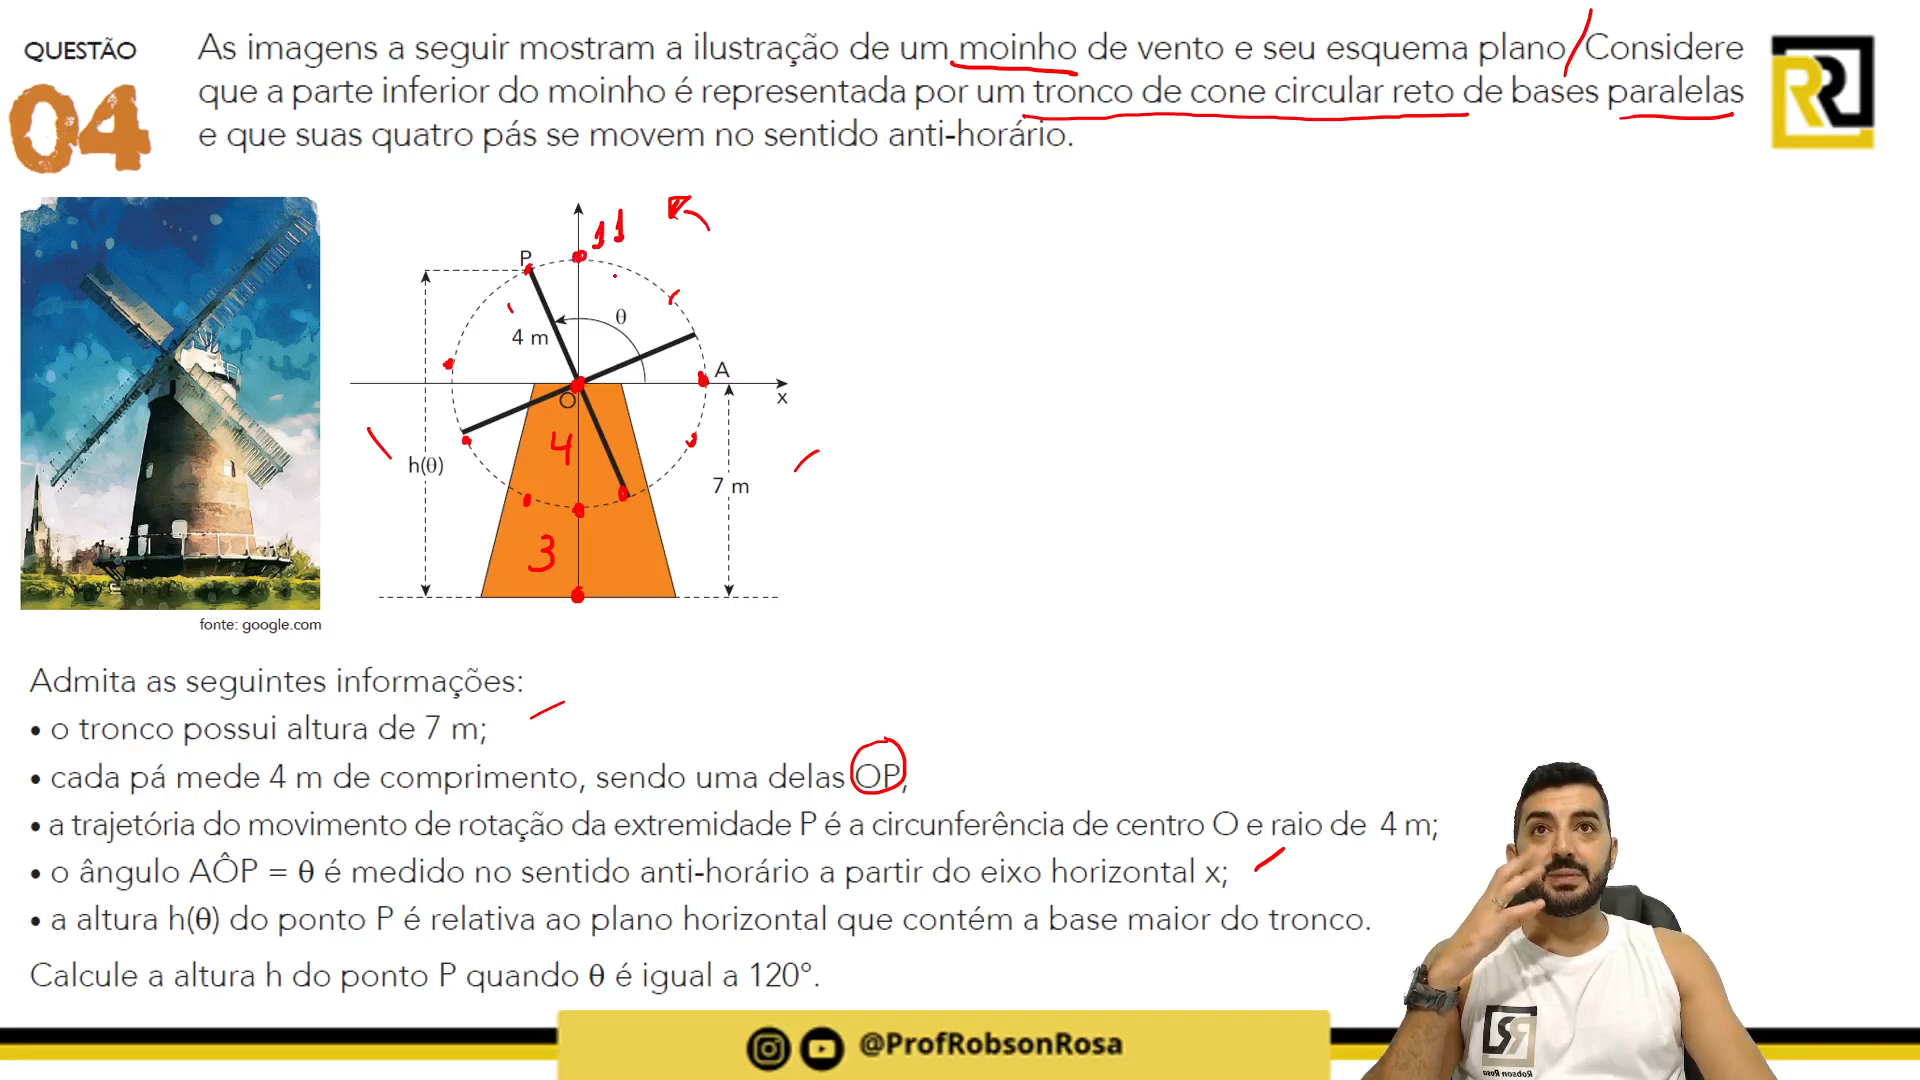 QUESTÃO
04
As imagens a seguir mostram a ilustração de um moinho de vento e seu esquema plano. Considere
que a parte inferior do moinho é representada por um tronco de cone circular reto de bases paralelas
e que suas quatro pás se movem no sentido anti-horário.
RR
11
P
θ
4 m
A
O
x
4
h(θ)
7 m
3
fonte: google.com
Admita as seguintes informações:
• o tronco possui altura de 7 m;
• cada pá mede 4 m de comprimento, sendo uma delas OP;
• a trajetória do movimento de rotação da extremidade P é a circunferência de centro O e raio de 4 m;
• o ângulo AÔP = θ é medido no sentido anti-horário a partir do eixo horizontal x;
• a altura h(θ) do ponto P é relativa ao plano horizontal que contém a base maior do tronco.
Calcule a altura h do ponto P quando θ é igual a 120°.
@ProfRobsonRosa
Robson Rosa